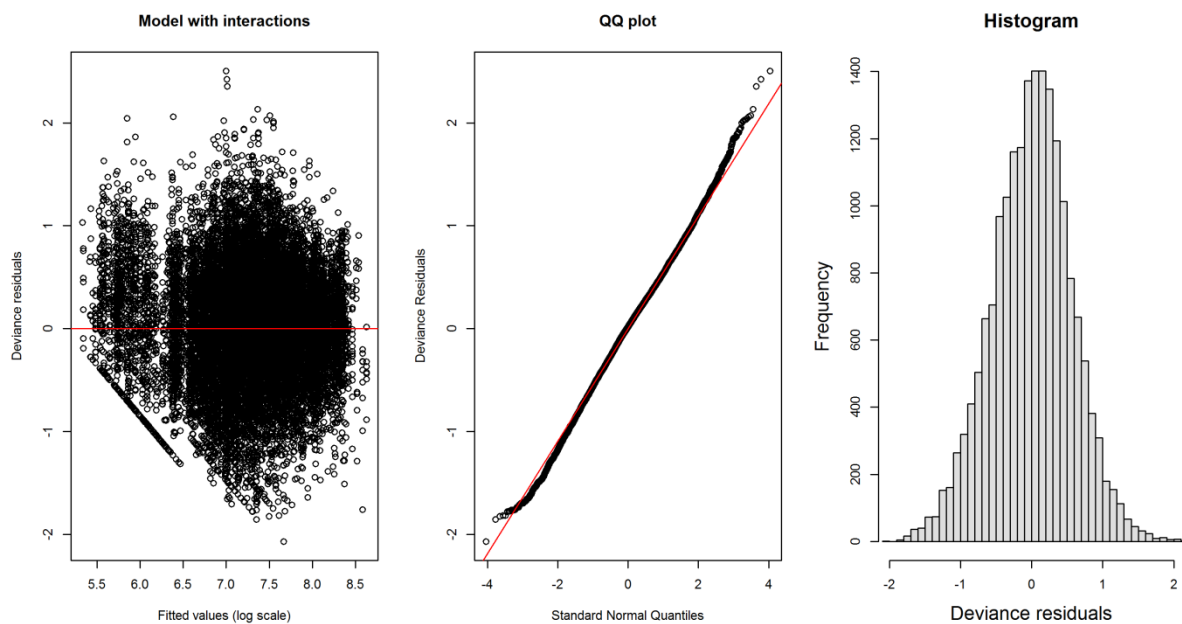 Model with interactions
Deviance residuals
2
1
0
-1
-2
5.5 6.0 6.5 7.0 7.5 8.0 8.5
Fitted values (log scale)
QQ plot
Deviance Residuals
2
1
0
-1
-2
-4 -2 0 2 4
Standard Normal Quantiles
Histogram
Frequency
1400
1200
1000
800
600
400
200
0
-2 -1 0 1 2
Deviance residuals